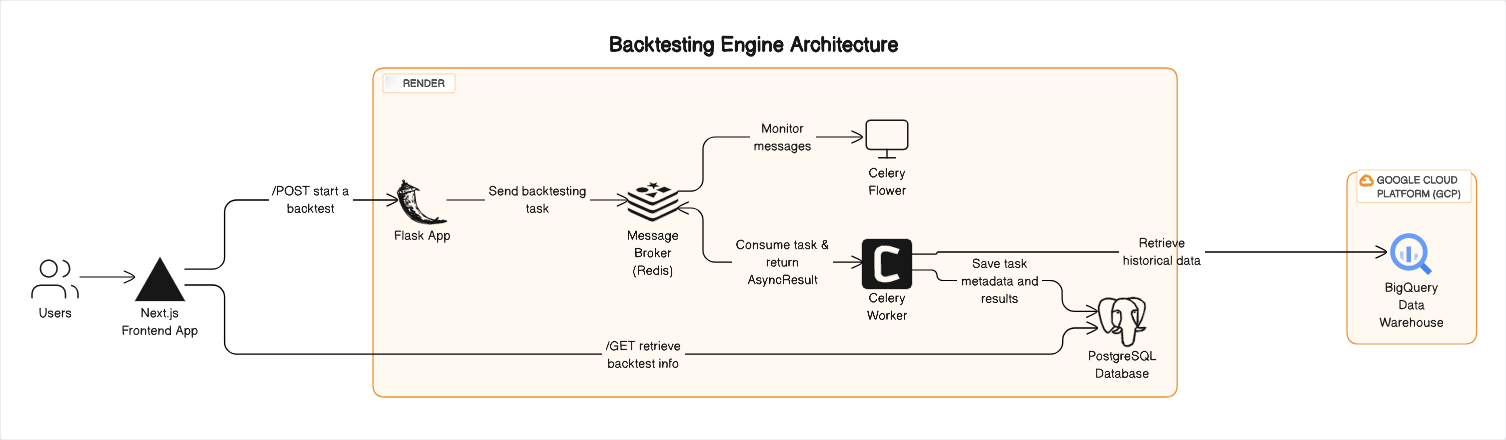 Backtesting Engine Architecture
RENDER
Monitor
messages
Celery
Flower
/POST start a
backtest
Flask App
Send backtesting
task
Message
Broker
(Redis)
Consume task &
return
AsyncResult
C
Celery
Worker
Retrieve
historical data
Save task
metadata and
results
GOOGLE CLOUD
PLATFORM (GCP)
BigQuery
Data
Warehouse
Users
Next.js
Frontend App
/GET retrieve
backtest info
PostgreSQL
Database